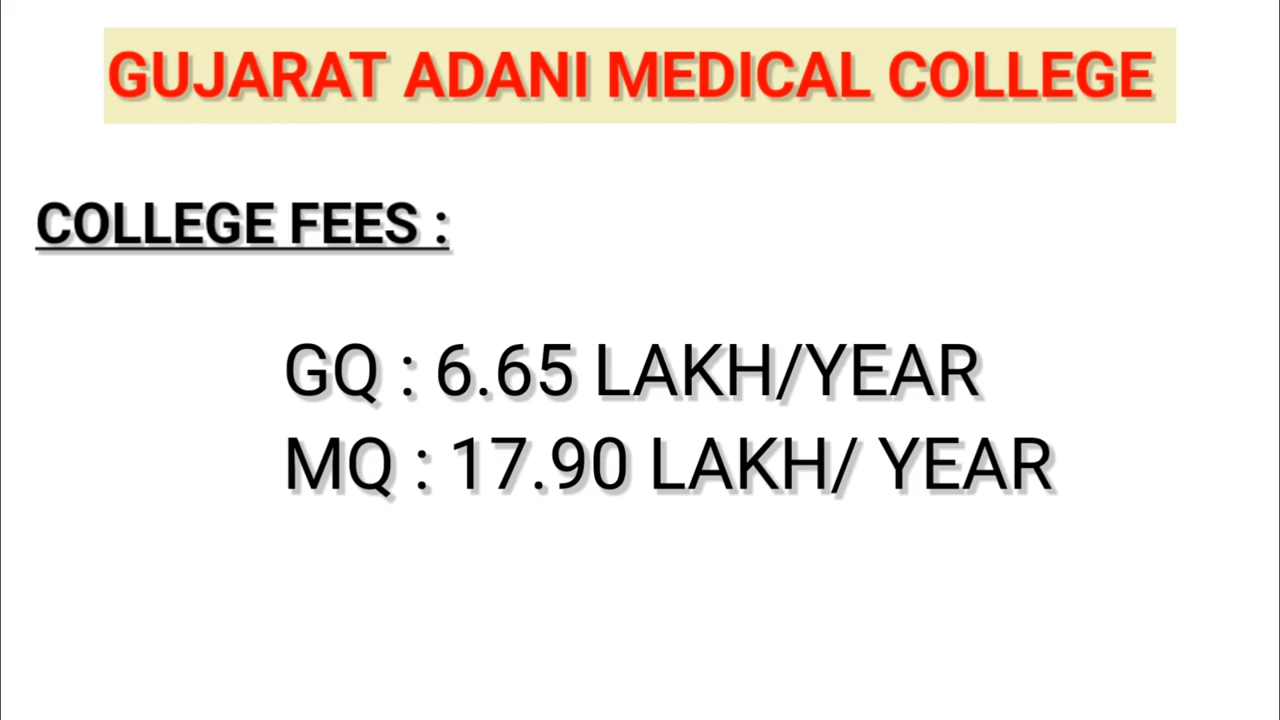 GUJARAT ADANI MEDICAL COLLEGE
COLLEGE FEES :
GQ : 6.65 LAKH/YEAR
MQ : 17.90 LAKH/ YEAR